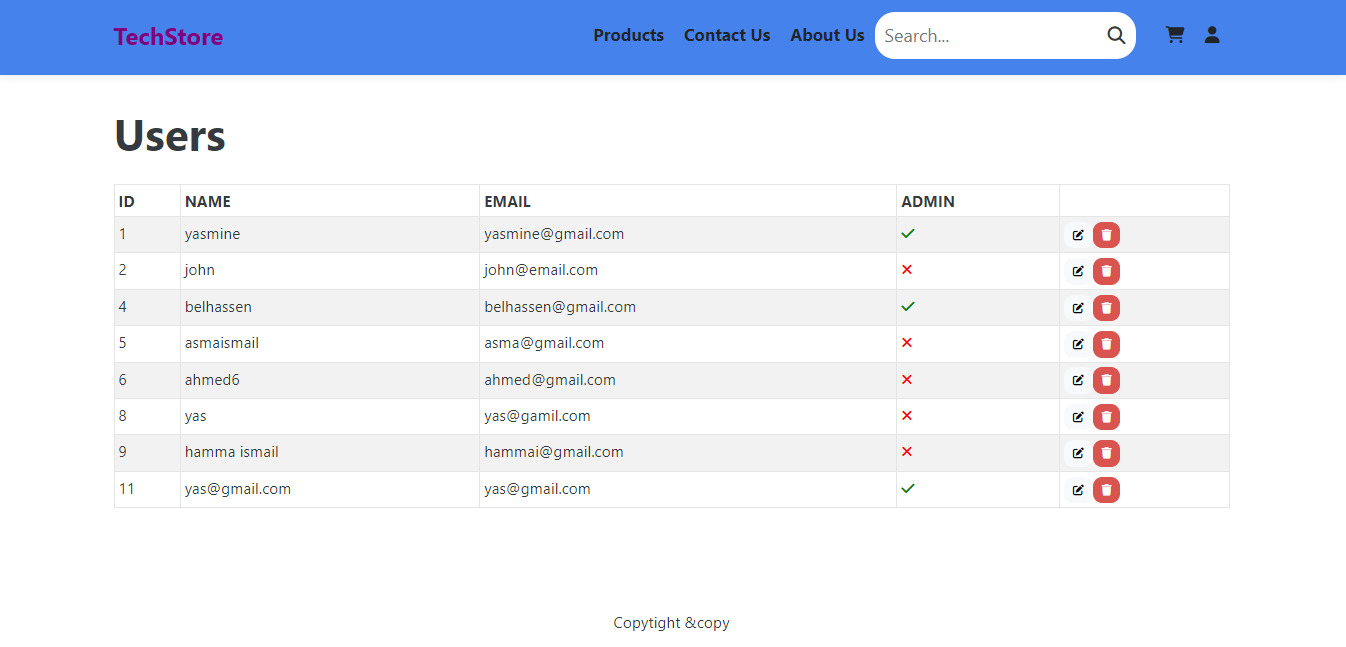 TechStore Products Contact Us About Us Search...
Users
ID NAME EMAIL ADMIN
1 yasmine yasmine@gmail.com
2 john john@email.com
4 belhassen belhassen@gmail.com
5 asmaismail asma@gmail.com
6 ahmed6 ahmed@gmail.com
8 yas yas@gamil.com
9 hamma ismail hammai@gmail.com
11 yas@gmail.com yas@gmail.com
Copytight &copy